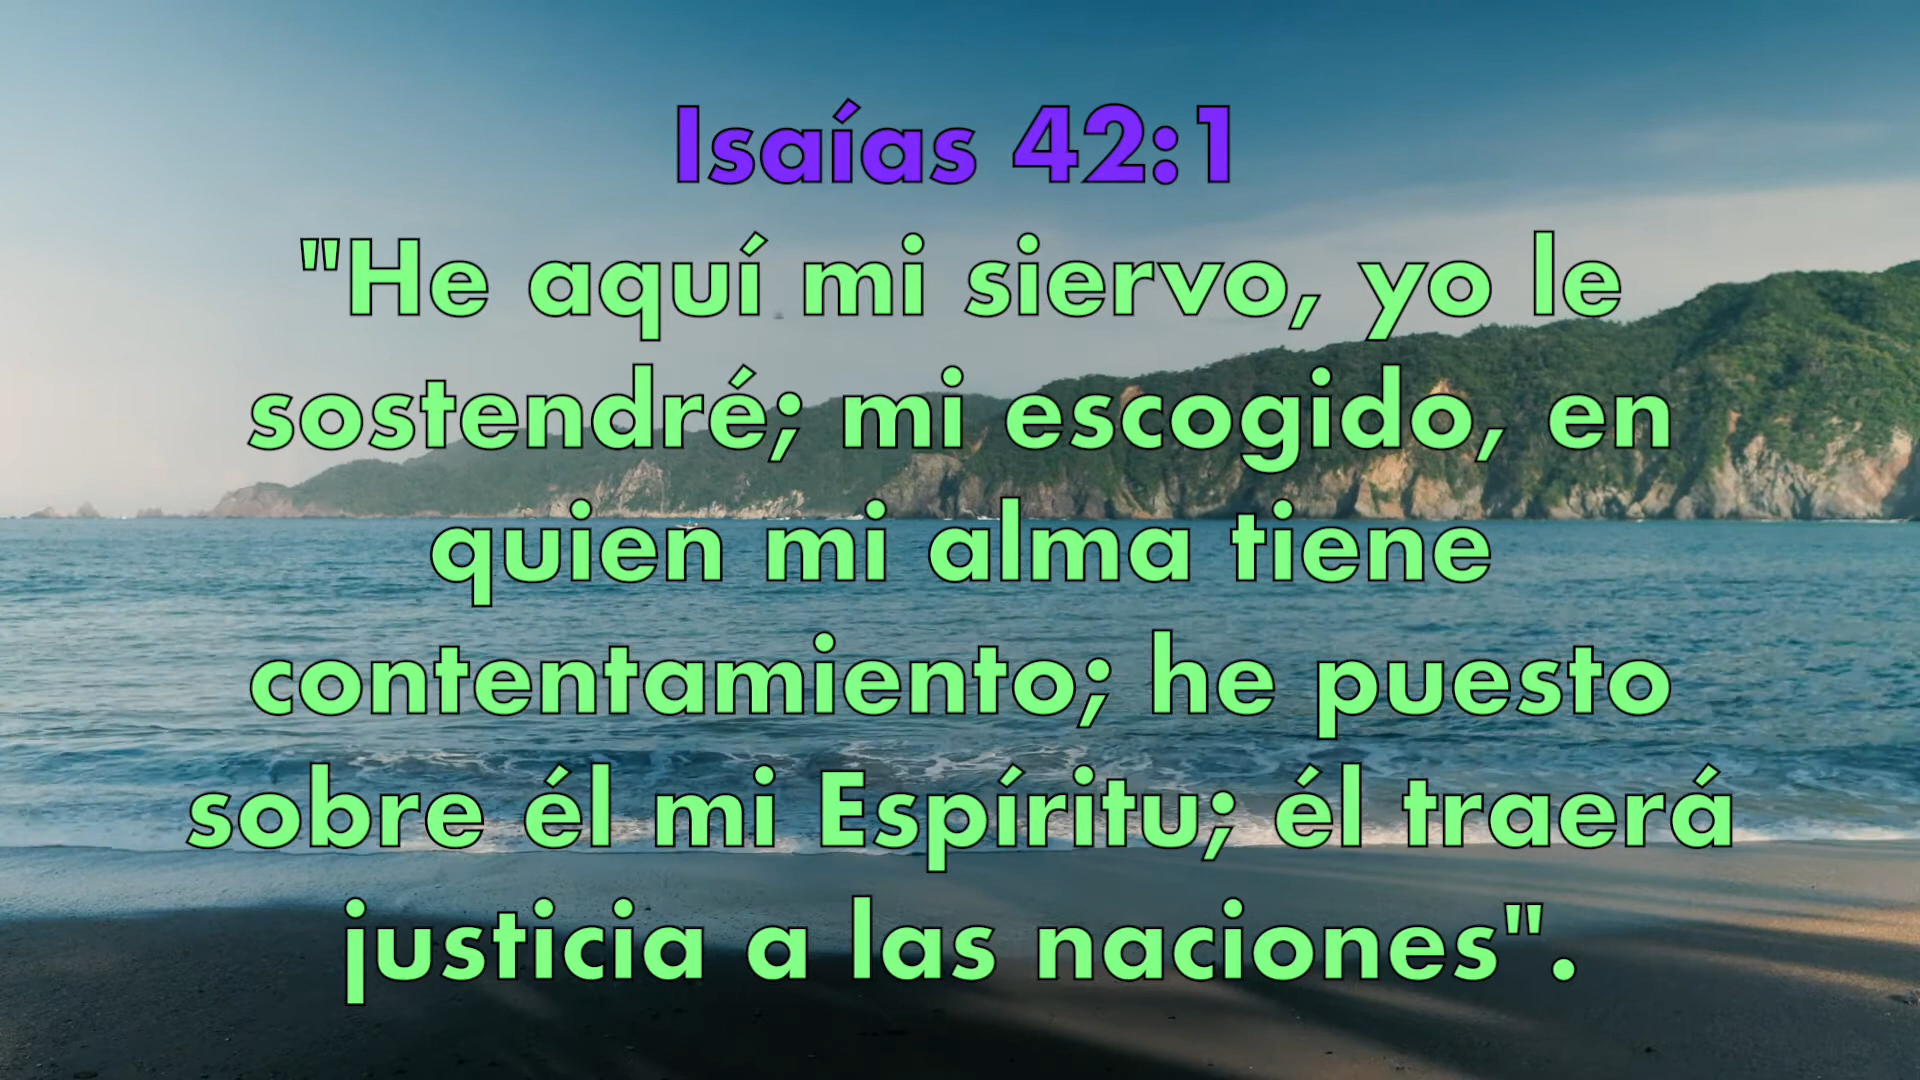 Isaías 42:1
"He aquí mi siervo, yo le
sostendré; mi escogido, en
quien mi alma tiene
contentamiento; he puesto
sobre él mi Espíritu; él traerá
justicia a las naciones".